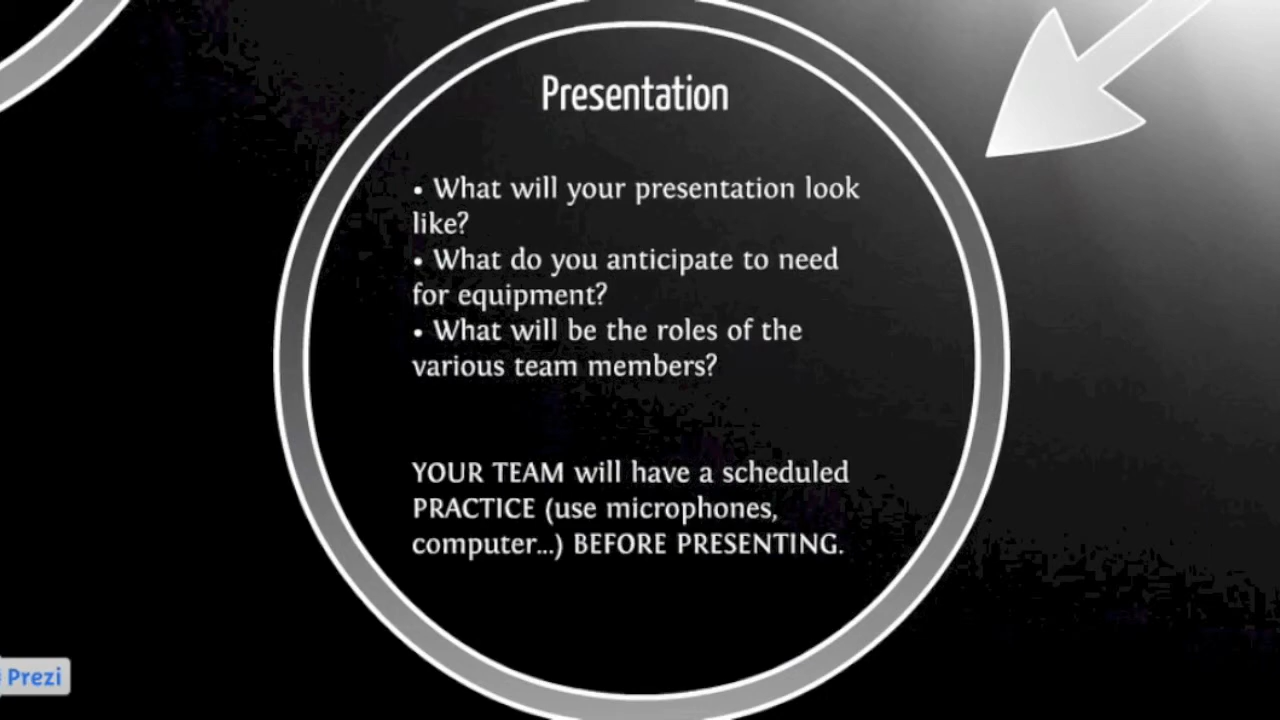 Presentation
• What will your presentation look
like?
• What do you anticipate to need
for equipment?
• What will be the roles of the
various team members?
YOUR TEAM will have a scheduled
PRACTICE (use microphones,
computer...) BEFORE PRESENTING.
Prezi